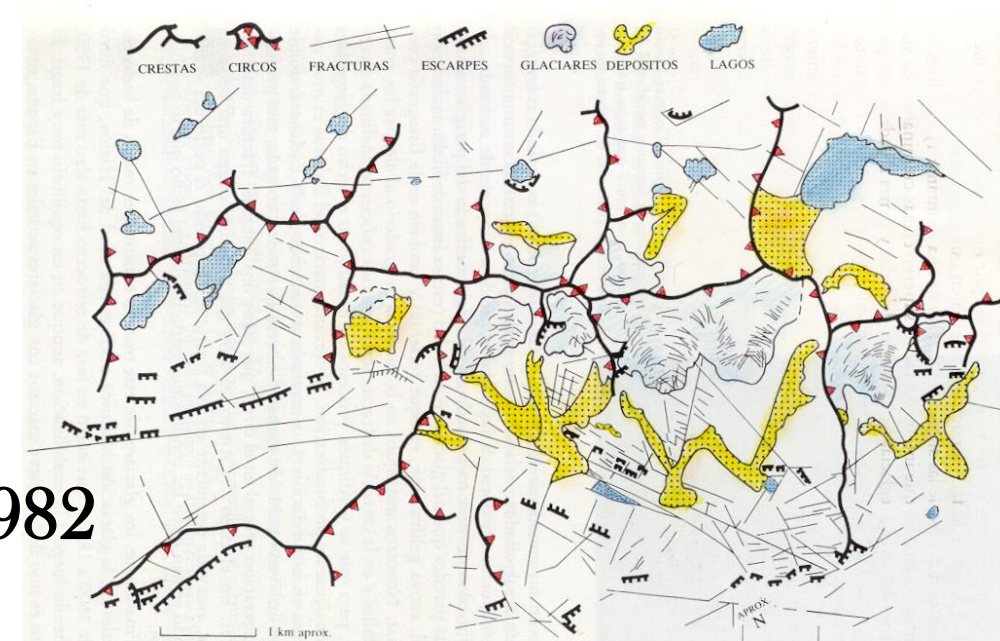 CRESTAS CIRCOS FRACTURAS ESCARPES GLACIARES DEPOSITOS LAGOS
982
APROX.
N
1 km aprox.